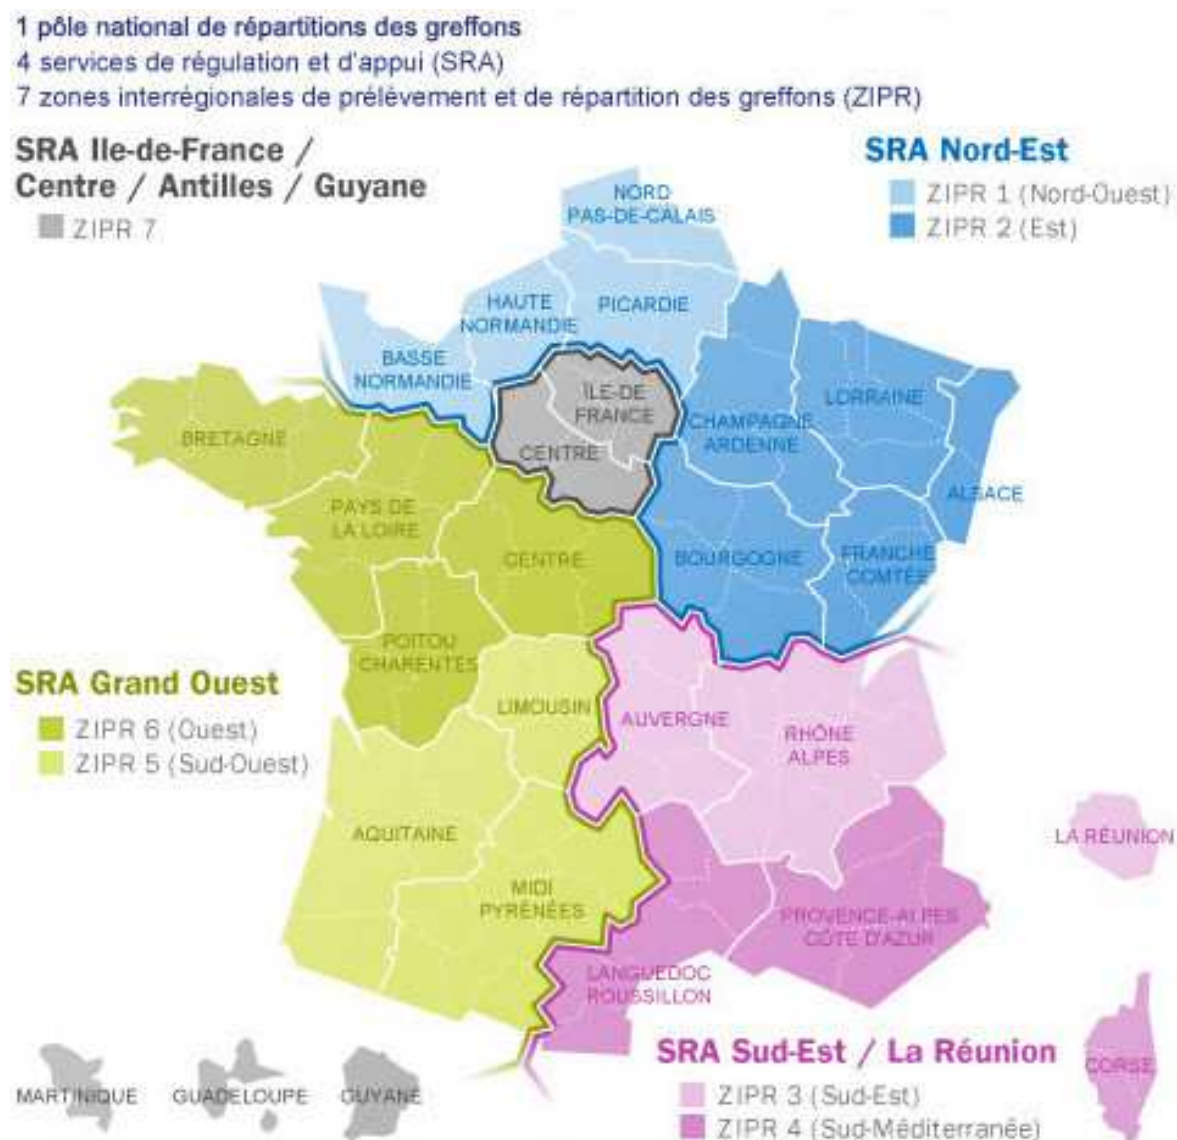 1 pôle national de répartitions des greffons
4 services de régulation et d'appui (SRA)
7 zones interrégionales de prélèvement et de répartition des greffons (ZIPR)
SRA Ile-de-France /
Centre / Antilles / Guyane
ZIPR 7
SRA Nord-Est
ZIPR 1 (Nord-Ouest)
ZIPR 2 (Est)
NORD
PAS-DE-CALAIS
HAUTE
NORMANDIE
PICARDIE
BASSE
NORMANDIE
ÎLE-DE
FRANCE
CENTRE
CHAMPAGNE
ARDENNE
LORRAINE
ALSACE
BRETAGNE
PAYS DE
LA LOIRE
CENTRE
BOURGOGNE
FRANCHE
COMTÉE
POITOU
CHARENTES
SRA Grand Ouest
ZIPR 6 (Ouest)
ZIPR 5 (Sud-Ouest)
LIMOUSIN
AUVERGNE
RHÔNE
ALPES
AQUITAINE
MIDI
PYRÉNÉES
LA RÉUNION
PROVENCE-ALPES
CÔTE D'AZUR
LANGUEDOC
ROUSSILLON
CORSE
MARTINIQUE
GUADELOUPE
GUYANE
SRA Sud-Est / La Réunion
ZIPR 3 (Sud-Est)
ZIPR 4 (Sud-Méditerranée)